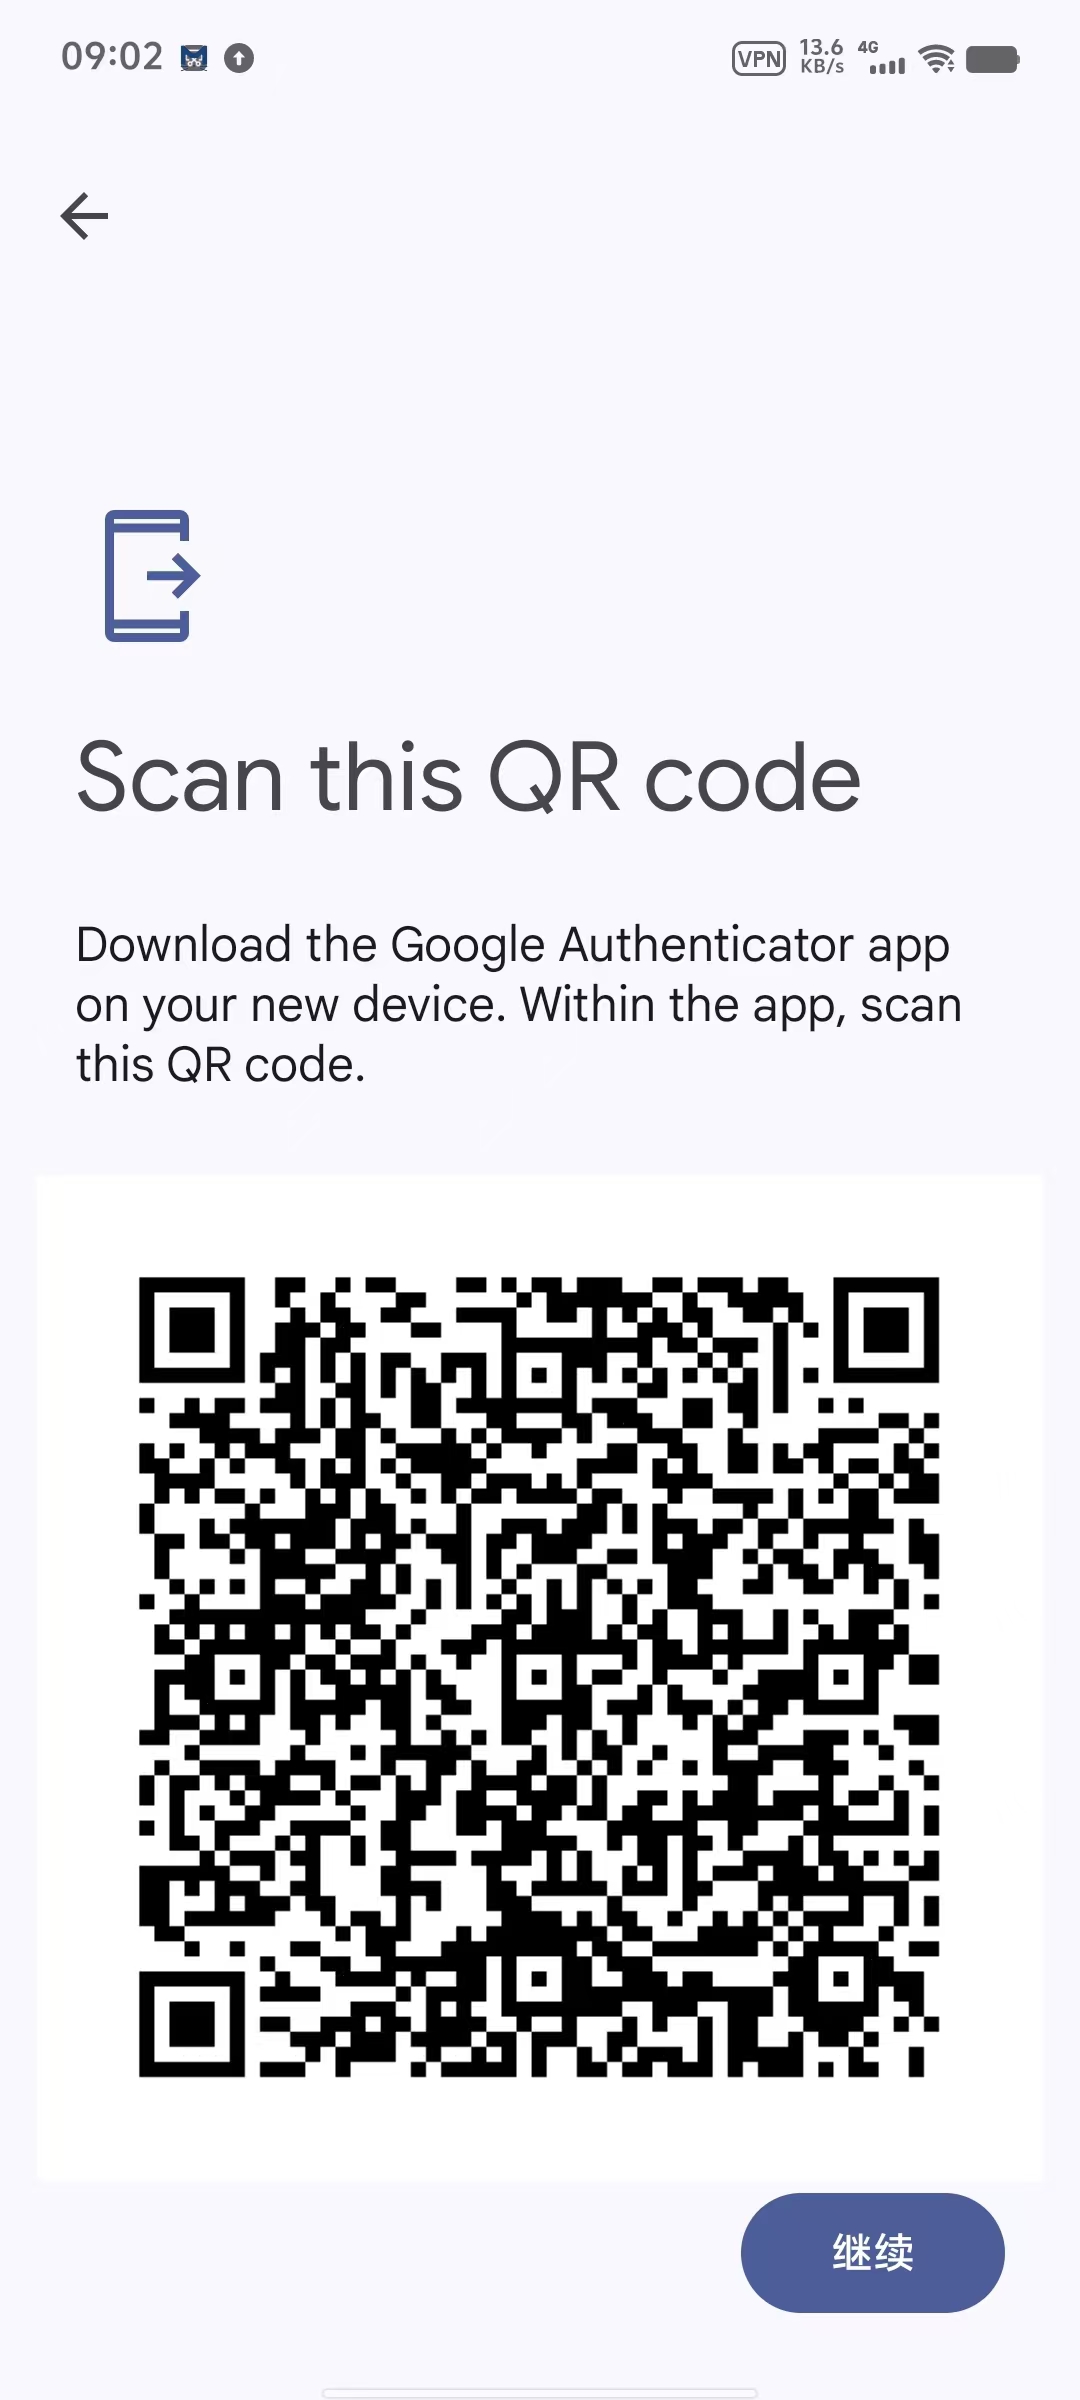 09:02
VPN 13.6 KB/s 4G
Scan this QR code
Download the Google Authenticator app
on your new device. Within the app, scan
this QR code.
继续